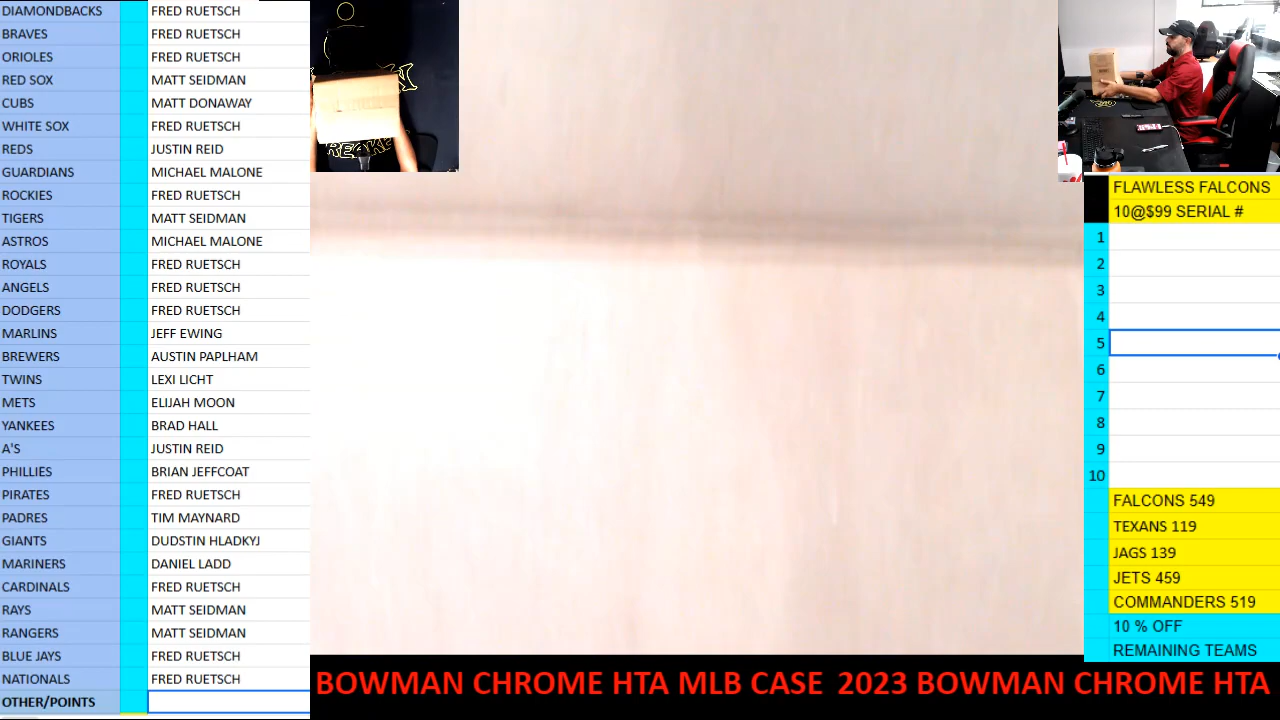 DIAMONDBACKS FRED RUETSCH
BRAVES FRED RUETSCH
ORIOLES FRED RUETSCH
RED SOX MATT SEIDMAN
CUBS MATT DONAWAY
WHITE SOX FRED RUETSCH
REDS JUSTIN REID
GUARDIANS MICHAEL MALONE
ROCKIES FRED RUETSCH
TIGERS MATT SEIDMAN
ASTROS MICHAEL MALONE
ROYALS FRED RUETSCH
ANGELS FRED RUETSCH
DODGERS FRED RUETSCH
MARLINS JEFF EWING
BREWERS AUSTIN PAPLHAM
TWINS LEXI LICHT
METS ELIJAH MOON
YANKEES BRAD HALL
A'S JUSTIN REID
PHILLIES BRIAN JEFFCOAT
PIRATES FRED RUETSCH
PADRES TIM MAYNARD
GIANTS DUDSTIN HLADKYJ
MARINERS DANIEL LADD
CARDINALS FRED RUETSCH
RAYS MATT SEIDMAN
RANGERS MATT SEIDMAN
BLUE JAYS FRED RUETSCH
NATIONALS FRED RUETSCH
OTHER/POINTS
FLAWLESS FALCONS
10@$99 SERIAL #
1
2
3
4
5
6
7
8
9
10
FALCONS 549
TEXANS 119
JAGS 139
JETS 459
COMMANDERS 519
10 % OFF
REMAINING TEAMS
BOWMAN CHROME HTA MLB CASE 2023 BOWMAN CHROME HTA